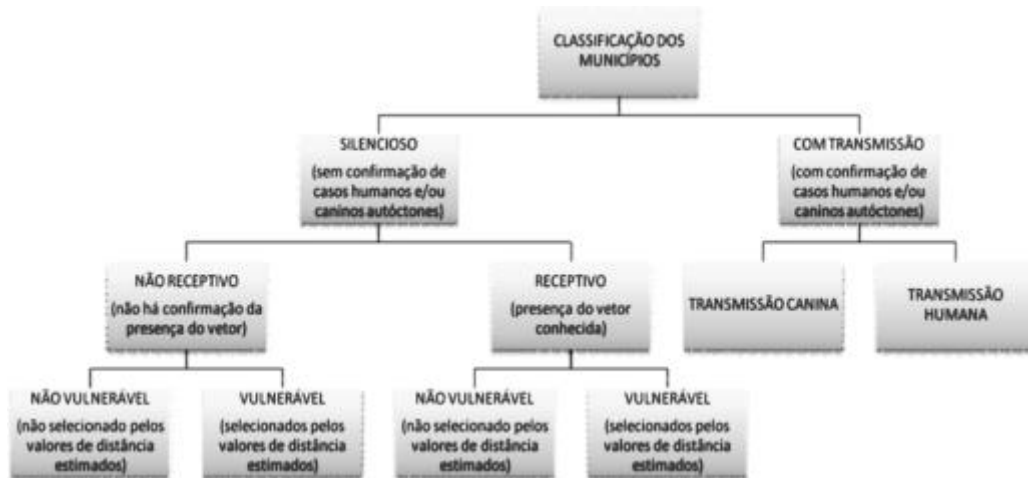 CLASSIFICAÇÃO DOS
MUNICÍPIOS
SILENCIOSO
(sem confirmação de
casos humanos e/ou
caninos autóctones)
COM TRANSMISSÃO
(com confirmação de
casos humanos e/ou
caninos autóctones)
NÃO RECEPTIVO
(não há confirmação da
presença do vetor)
RECEPTIVO
(presença do vetor
conhecida)
TRANSMISSÃO CANINA
TRANSMISSÃO
HUMANA
NÃO VULNERÁVEL
(não selecionado pelos
valores de distância
estimados)
VULNERÁVEL
(selecionados pelos
valores de distância
estimados)
NÃO VULNERÁVEL
(não selecionado pelos
valores de distância
estimados)
VULNERÁVEL
(selecionados pelos
valores de distância
estimados)